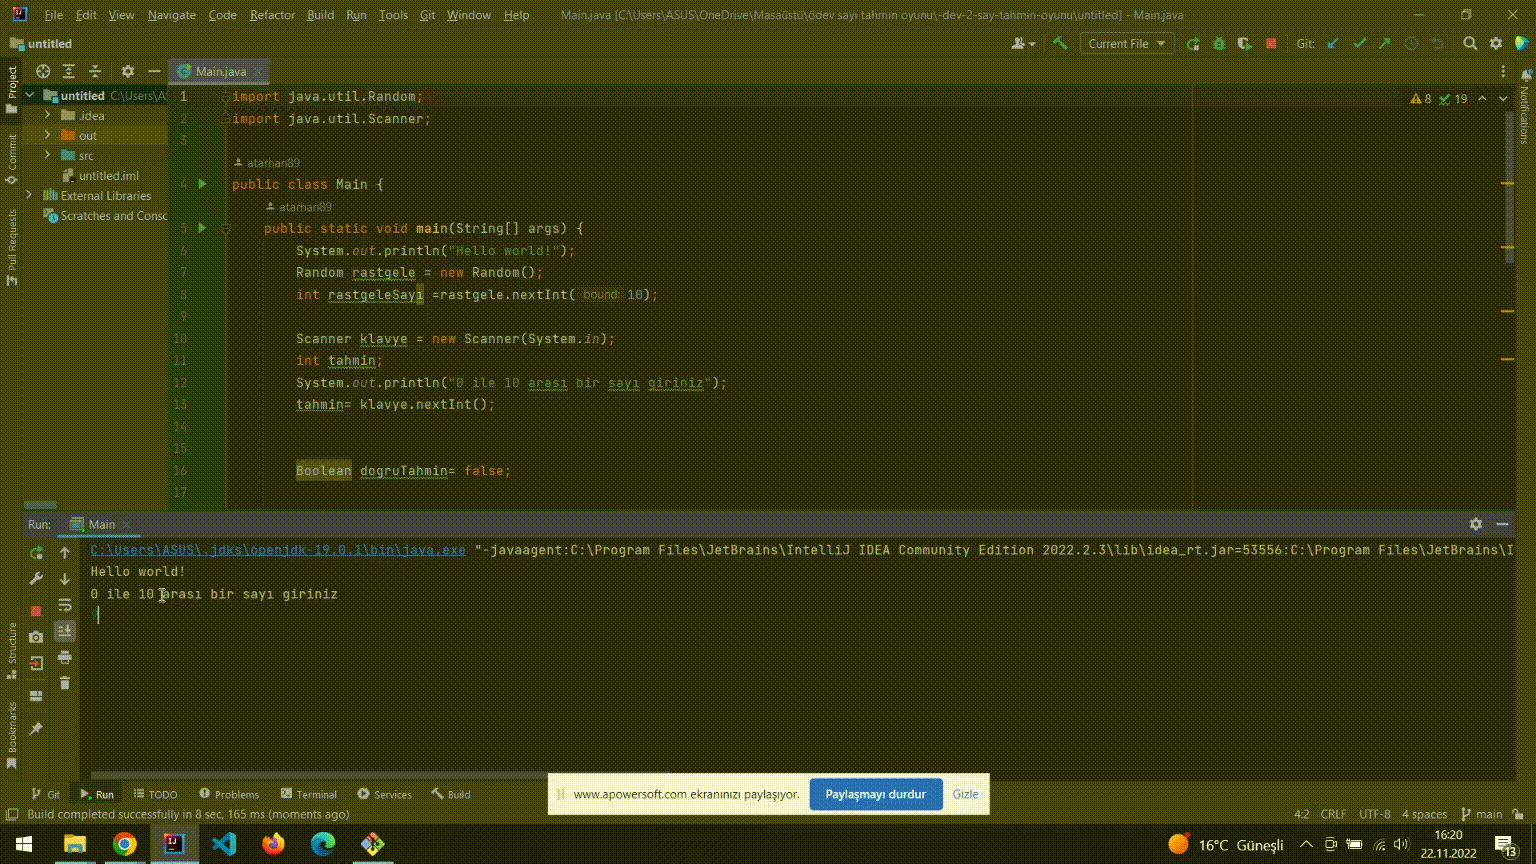 File Edit View Navigate Code Refactor Build Run Tools Git Window Help Main.java [C:\Users\ASUS\OneDrive\Masaüstü\ödev sayı tahmin oyunu\-dev-2-say-tahmin-oyunu\untitled] - Main.java
untitled Current File Git:
Project
Main.java
untitled C:\Users\A
.idea
out
src
untitled.iml
External Libraries
Scratches and Consc
Commit
Pull Requests
Structure
Bookmarks
Notifications
8 19
1 import java.util.Random;
2 import java.util.Scanner;
3
atarhan89
4 public class Main {
atarhan89
5 public static void main(String[] args) {
6 System.out.println("Hello world!");
7 Random rastgele = new Random();
8 int rastgeleSayı =rastgele.nextInt( bound: 10);
9
10 Scanner klavye = new Scanner(System.in);
11 int tahmin;
12 System.out.println("0 ile 10 arası bir sayı giriniz");
13 tahmin= klavye.nextInt();
14
15
16 Boolean dogruTahmin= false;
17
Run: Main
C:\Users\ASUS\.jdks\openjdk-19.0.1\bin\java.exe "-javaagent:C:\Program Files\JetBrains\IntelliJ IDEA Community Edition 2022.2.3\lib\idea_rt.jar=53556:C:\Program Files\JetBrains\I
Hello world!
0 ile 10 arası bir sayı giriniz
Git Run TODO Problems Terminal Services Build
www.apowersoft.com ekranınızı paylaşıyor. Paylaşmayı durdur Gizle
Build completed successfully in 8 sec, 165 ms (moments ago) 4:2 CRLF UTF-8 4 spaces main
16°C Güneşli 16:20
22.11.2022 13